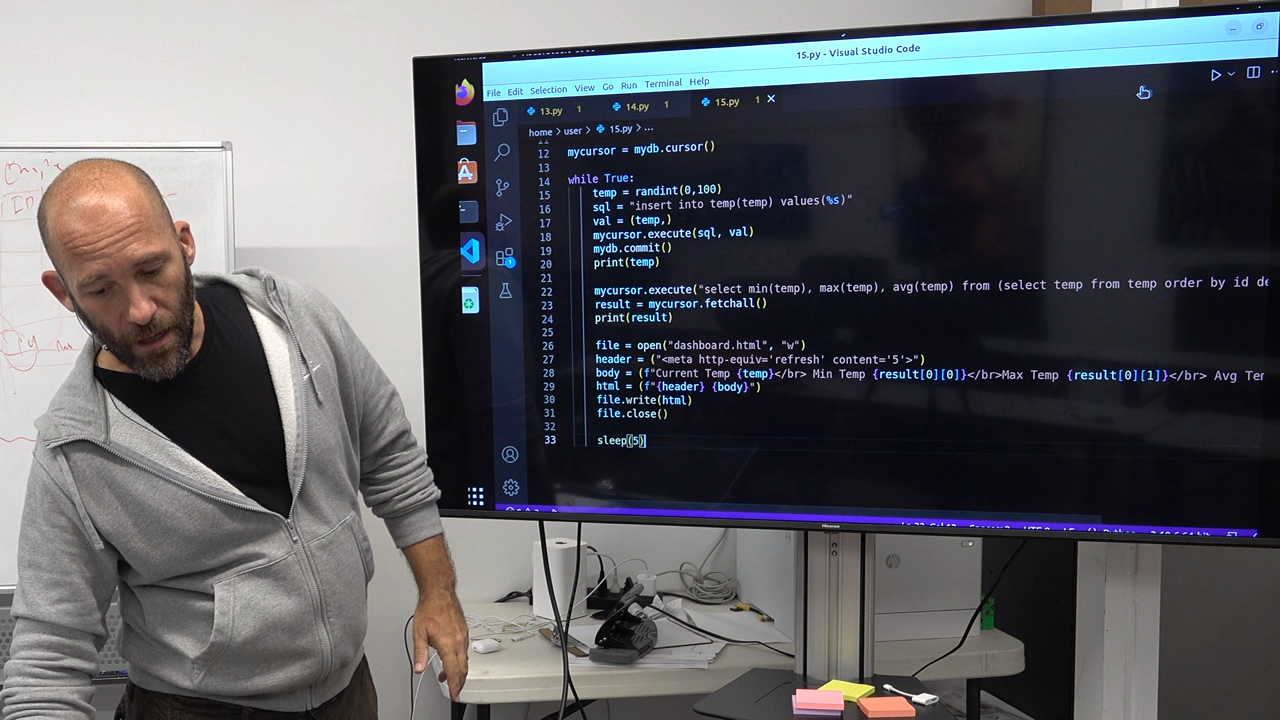 15.py - Visual Studio Code
File Edit Selection View Go Run Terminal Help
13.py 1 14.py 1 15.py 1
home > user > 15.py > ...
11
12 mycursor = mydb.cursor()
13
14 while True:
15 temp = randint(0,100)
16 sql = "insert into temp(temp) values(%s)"
17 val = (temp,)
18 mycursor.execute(sql, val)
19 mydb.commit()
20 print(temp)
21
22 mycursor.execute("select min(temp), max(temp), avg(temp) from (select temp from temp order by id de
23 result = mycursor.fetchall()
24 print(result)
25
26 file = open("dashboard.html", "w")
27 header = ("<meta http-equiv='refresh' content='5'>")
28 body = (f"Current Temp {temp}</br> Min Temp {result[0][0]}</br>Max Temp {result[0][1]}</br> Avg Tem
29 html = (f"{header} {body}")
30 file.write(html)
31 file.close()
32
33 sleep(5)
Hisense